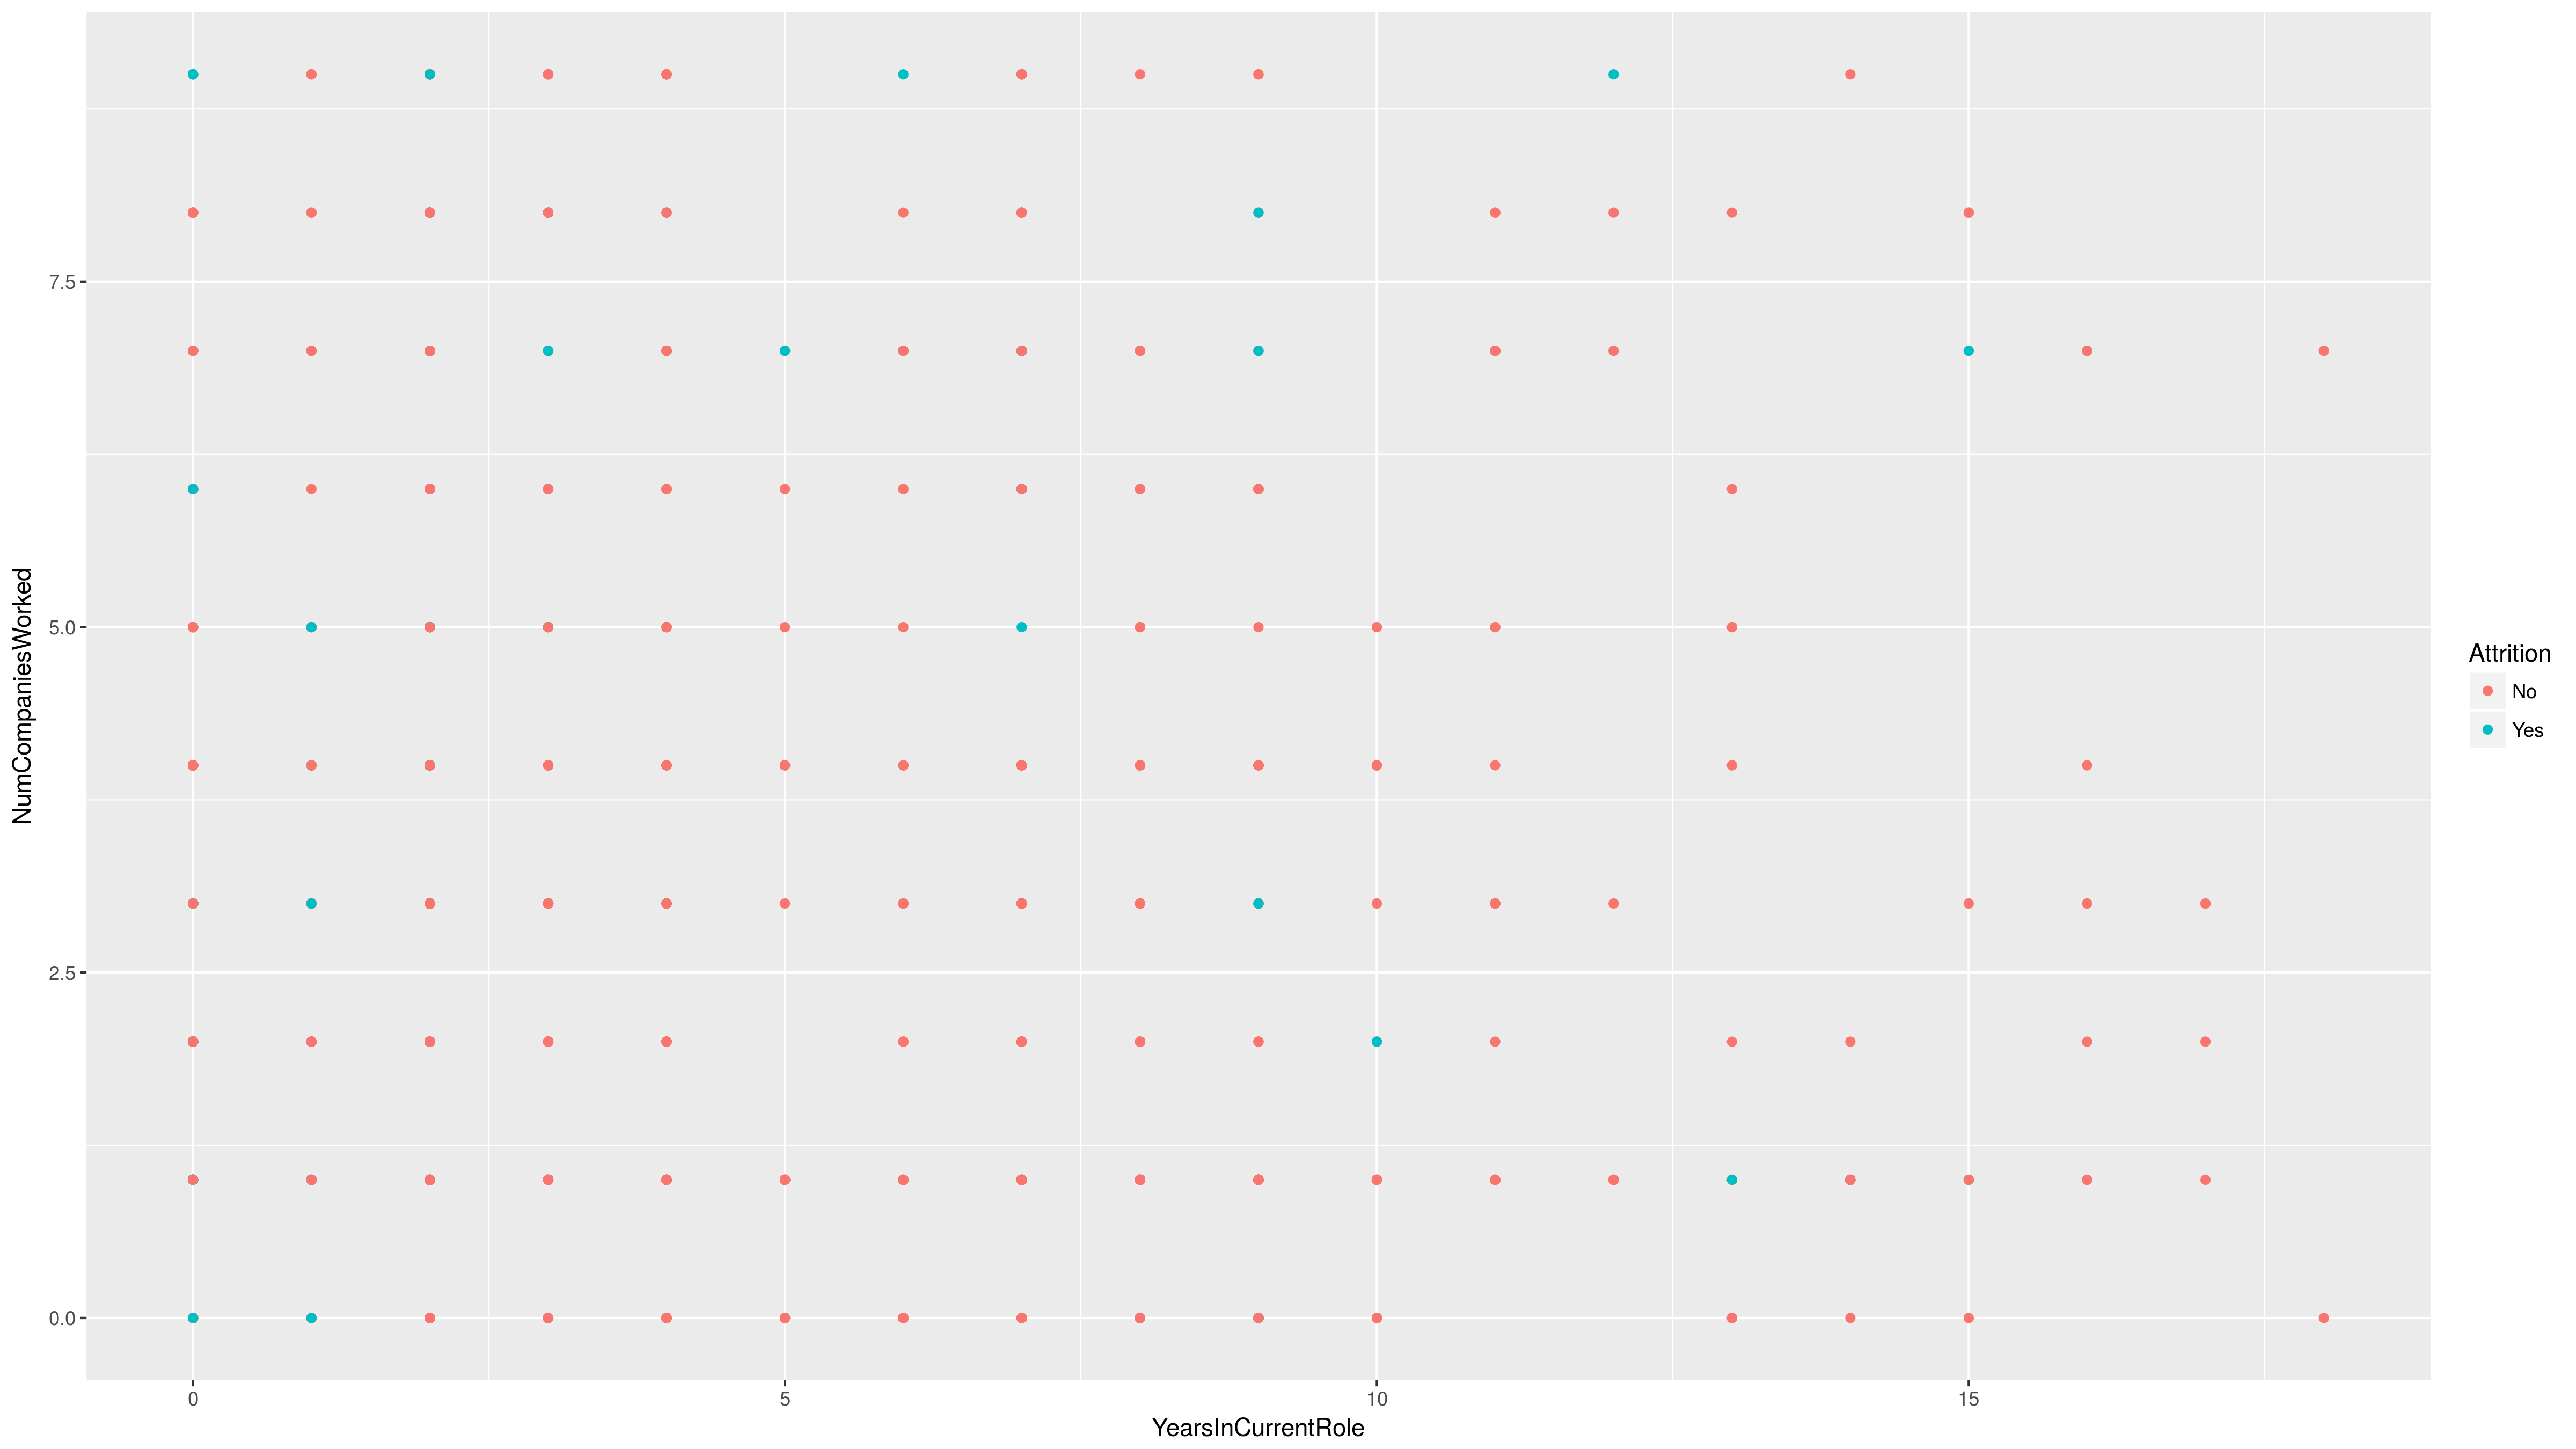 7.5
5.0
2.5
0.0
NumCompaniesWorked
0
5
10
15
YearsInCurrentRole
Attrition
No
Yes